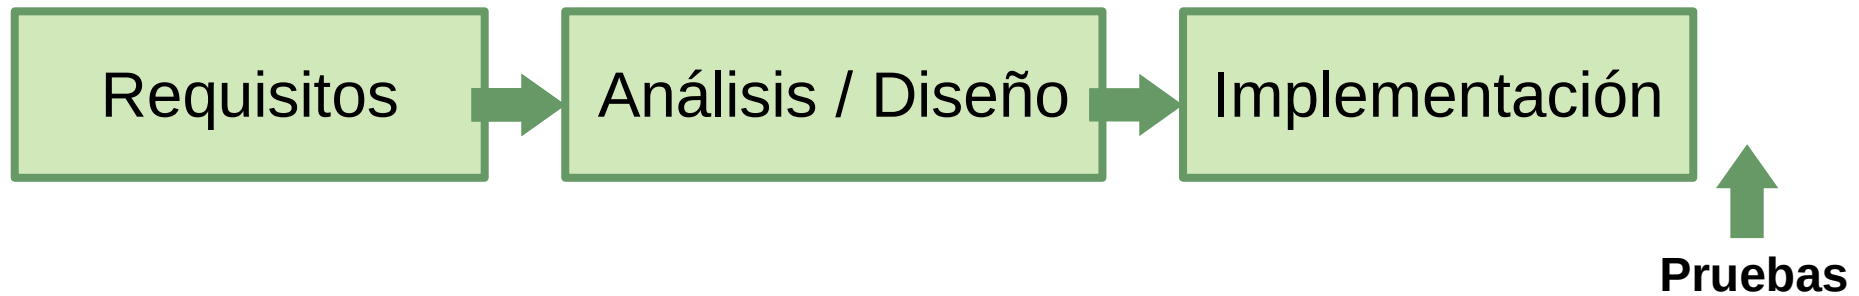 Requisitos
Análisis / Diseño
Implementación
Pruebas